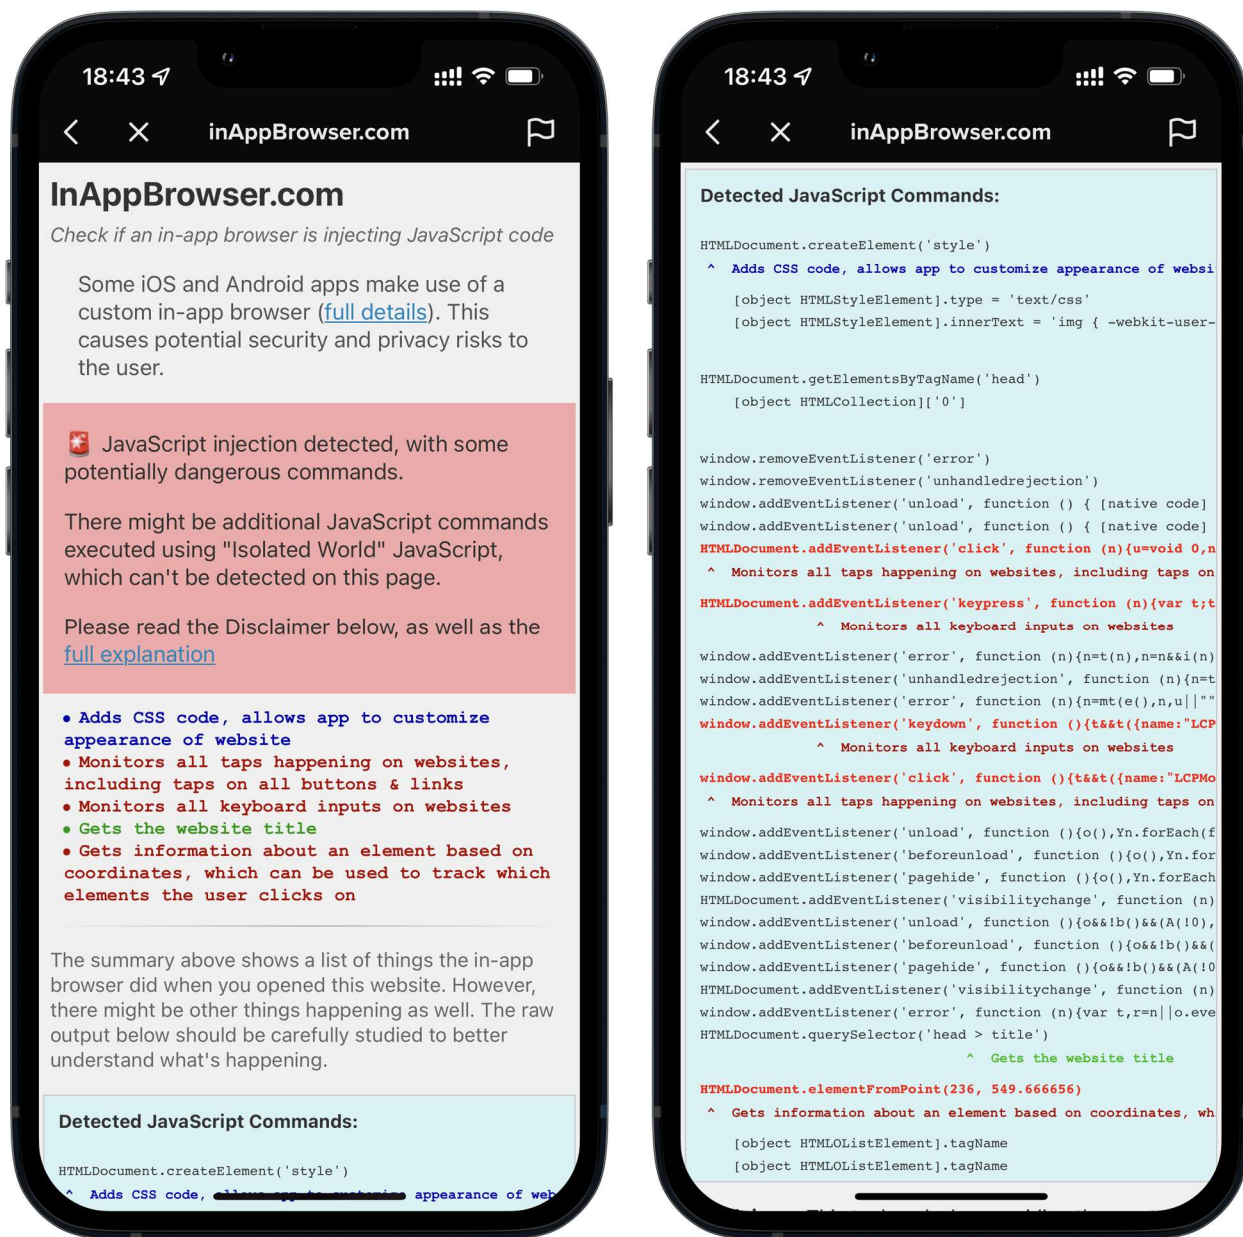 18:43
inAppBrowser.com
InAppBrowser.com
Check if an in-app browser is injecting JavaScript code
Some iOS and Android apps make use of a
custom in-app browser (full details). This
causes potential security and privacy risks to
the user.
JavaScript injection detected, with some
potentially dangerous commands.
There might be additional JavaScript commands
executed using "Isolated World" JavaScript,
which can't be detected on this page.
Please read the Disclaimer below, as well as the
full explanation
• Adds CSS code, allows app to customize
appearance of website
• Monitors all taps happening on websites,
including taps on all buttons & links
• Monitors all keyboard inputs on websites
• Gets the website title
• Gets information about an element based on
coordinates, which can be used to track which
elements the user clicks on
The summary above shows a list of things the in-app
browser did when you opened this website. However,
there might be other things happening as well. The raw
output below should be carefully studied to better
understand what's happening.
Detected JavaScript Commands:
HTMLDocument.createElement('style')
^ Adds CSS code, allows app to customize appearance of web
18:43
inAppBrowser.com
Detected JavaScript Commands:
HTMLDocument.createElement('style')
^ Adds CSS code, allows app to customize appearance of websi
[object HTMLStyleElement].type = 'text/css'
[object HTMLStyleElement].innerText = 'img { -webkit-user-
HTMLDocument.getElementsByTagName('head')
[object HTMLCollection]['0']
window.removeEventListener('error')
window.removeEventListener('unhandledrejection')
window.addEventListener('unload', function () { [native code]
window.addEventListener('unload', function () { [native code]
HTMLDocument.addEventListener('click', function (n){u=void 0,n
^ Monitors all taps happening on websites, including taps on
HTMLDocument.addEventListener('keypress', function (n){var t;t
^ Monitors all keyboard inputs on websites
window.addEventListener('error', function (n){n=t(n),n=n&&i(n)
window.addEventListener('unhandledrejection', function (n){n=t
window.addEventListener('error', function (n){n=mt(e(),n,u||""
window.addEventListener('keydown', function (){t&&t({name:"LCP
^ Monitors all keyboard inputs on websites
window.addEventListener('click', function (){t&&t({name:"LCPMo
^ Monitors all taps happening on websites, including taps on
window.addEventListener('unload', function (){o(),Yn.forEach(f
window.addEventListener('beforeunload', function (){o(),Yn.for
window.addEventListener('pagehide', function (){o(),Yn.forEach
HTMLDocument.addEventListener('visibilitychange', function (n)
window.addEventListener('unload', function (){o&&!b()&&(A(!0),
window.addEventListener('beforeunload', function (){o&&!b()&&(
window.addEventListener('pagehide', function (){o&&!b()&&(A(!0
HTMLDocument.addEventListener('visibilitychange', function (n)
window.addEventListener('error', function (n){var t,r=n||o.eve
HTMLDocument.querySelector('head > title')
^ Gets the website title
HTMLDocument.elementFromPoint(236, 549.666656)
^ Gets information about an element based on coordinates, wh
[object HTMLOListElement].tagName
[object HTMLOListElement].tagName